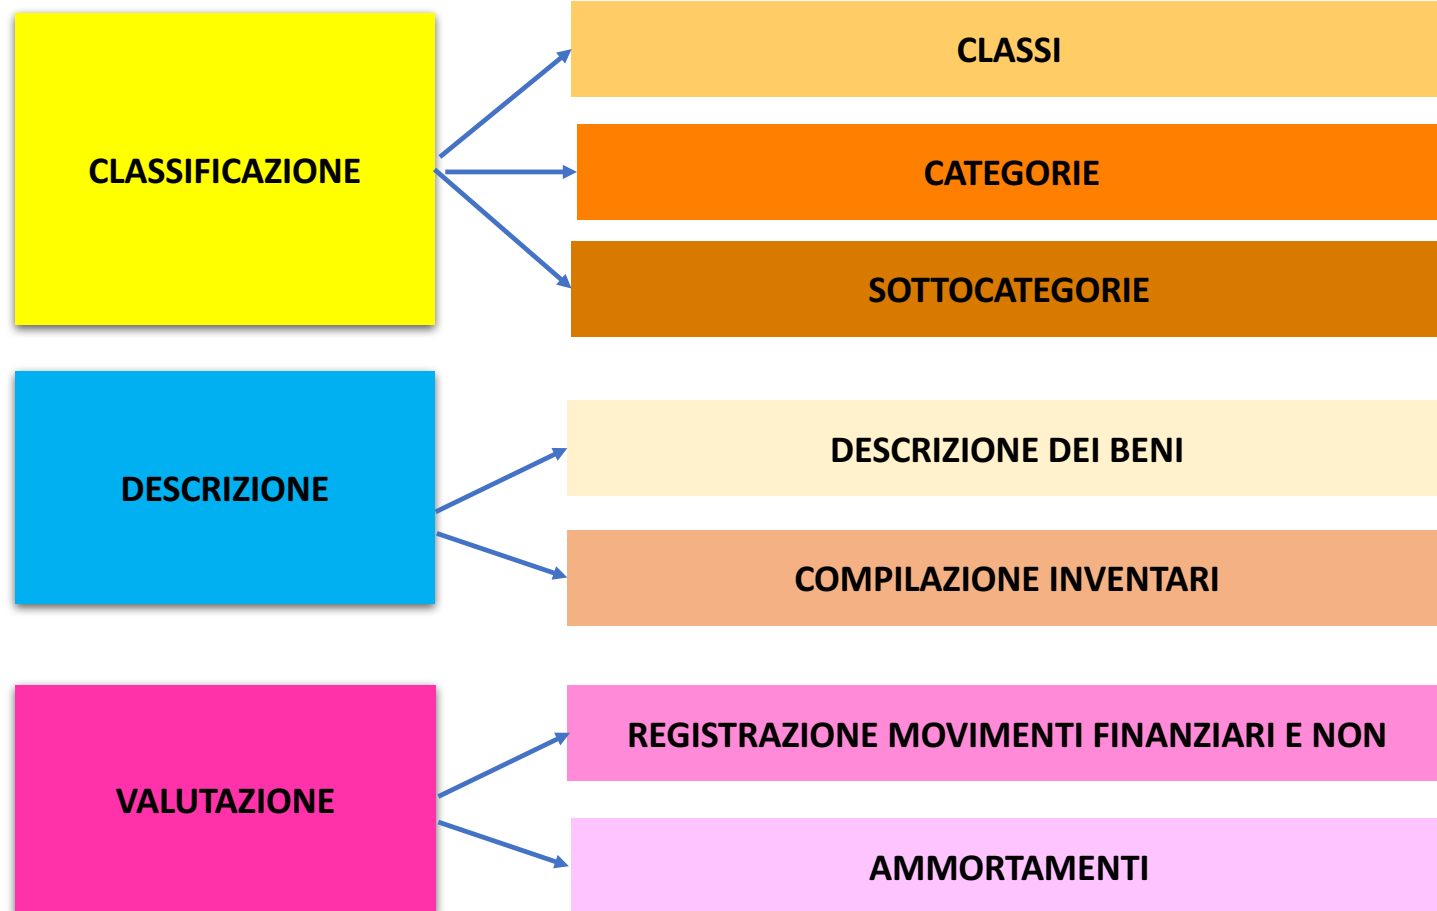 CLASSIFICAZIONE
CLASSI
CATEGORIE
SOTTOCATEGORIE
DESCRIZIONE
DESCRIZIONE DEI BENI
COMPILAZIONE INVENTARI
VALUTAZIONE
REGISTRAZIONE MOVIMENTI FINANZIARI E NON
AMMORTAMENTI